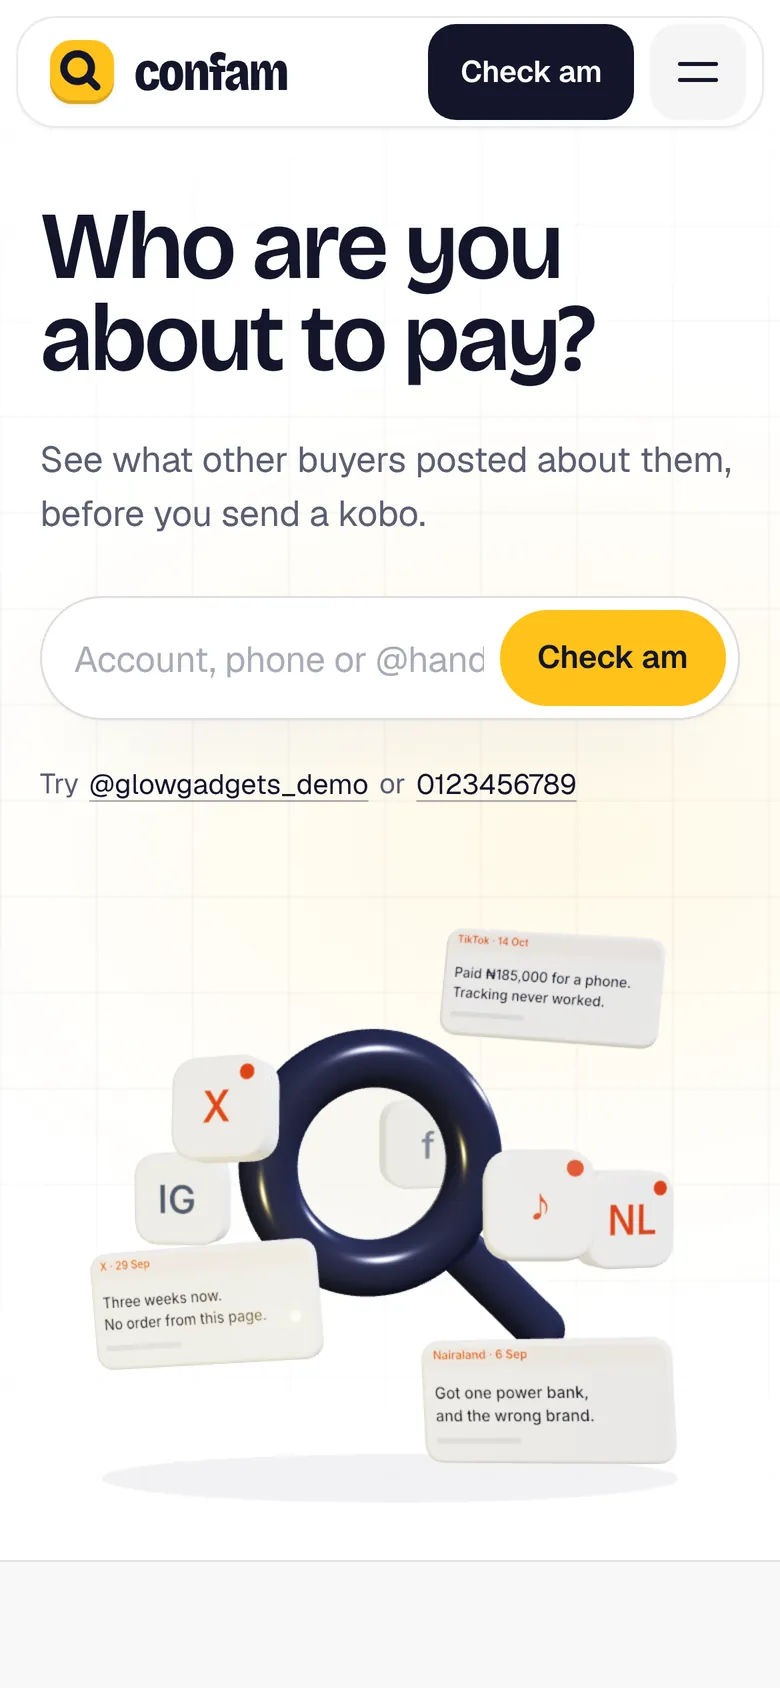 confam
Check am
Who are you
about to pay?
See what other buyers posted about them,
before you send a kobo.
Account, phone or @hand
Check am
Try @glowgadgets_demo or 0123456789
TikTok · 14 Oct
Paid ₦185,000 for a phone.
Tracking never worked.
X
f
IG
♪
NL
X · 29 Sep
Three weeks now.
No order from this page.
Nairaland · 6 Sep
Got one power bank,
and the wrong brand.